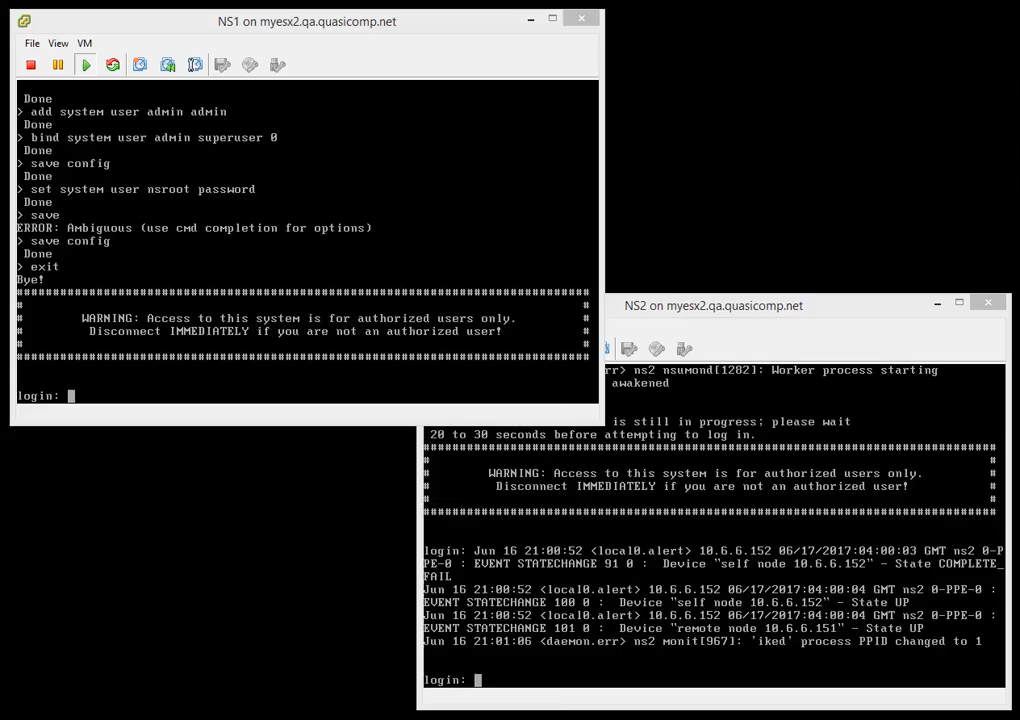 NS1 on myesx2.qa.quasicomp.net
File View VM
Done
> add system user admin admin
Done
> bind system user admin superuser 0
Done
> save config
Done
> set system user nsroot password
Done
> save
ERROR: Ambiguous (use cmd completion for options)
> save config
Done
> exit
Bye!
################################################################################
# #
# WARNING: Access to this system is for authorized users only. #
# Disconnect IMMEDIATELY if you are not an authorized user! #
# #
################################################################################
login:
NS2 on myesx2.qa.quasicomp.net
rr> ns2 nsumond[1282]: Worker process starting
awakened
is still in progress; please wait
20 to 30 seconds before attempting to log in.
################################################################################
# #
# WARNING: Access to this system is for authorized users only. #
# Disconnect IMMEDIATELY if you are not an authorized user! #
# #
################################################################################
login: Jun 16 21:00:52 <local0.alert> 10.6.6.152 06/17/2017:04:00:03 GMT ns2 0-P
PE-0 : EVENT STATECHANGE 91 0 : Device "self node 10.6.6.152" - State COMPLETE_
FAIL
Jun 16 21:00:52 <local0.alert> 10.6.6.152 06/17/2017:04:00:04 GMT ns2 0-PPE-0 :
EVENT STATECHANGE 100 0 : Device "self node 10.6.6.152" - State UP
Jun 16 21:00:52 <local0.alert> 10.6.6.152 06/17/2017:04:00:04 GMT ns2 0-PPE-0 :
EVENT STATECHANGE 101 0 : Device "remote node 10.6.6.151" - State UP
Jun 16 21:01:06 <daemon.err> ns2 monit[967]: 'iked' process PPID changed to 1
login: